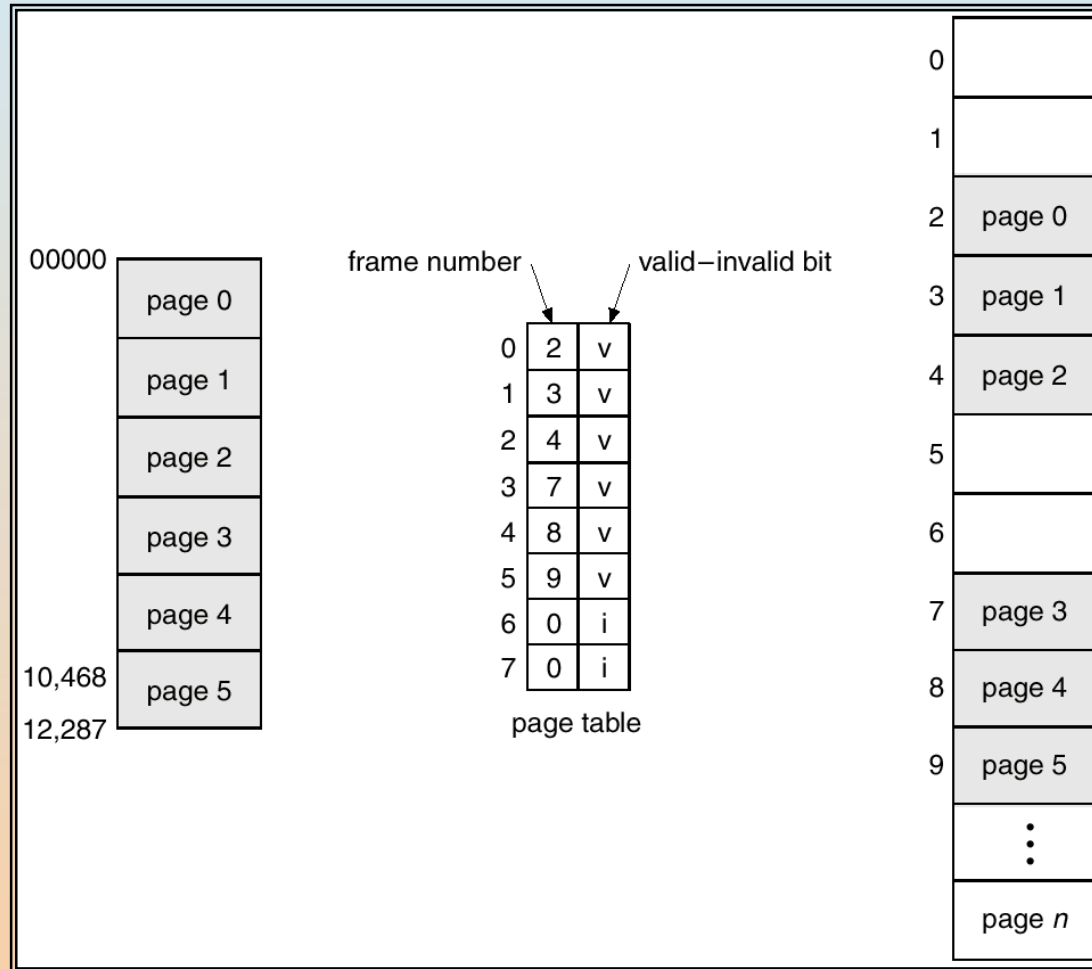 00000
page 0
page 1
page 2
page 3
page 4
10,468
page 5
12,287
frame number
valid–invalid bit
0 2 v
1 3 v
2 4 v
3 7 v
4 8 v
5 9 v
6 0 i
7 0 i
page table
0
1
2 page 0
3 page 1
4 page 2
5
6
7 page 3
8 page 4
9 page 5
⋮
page n